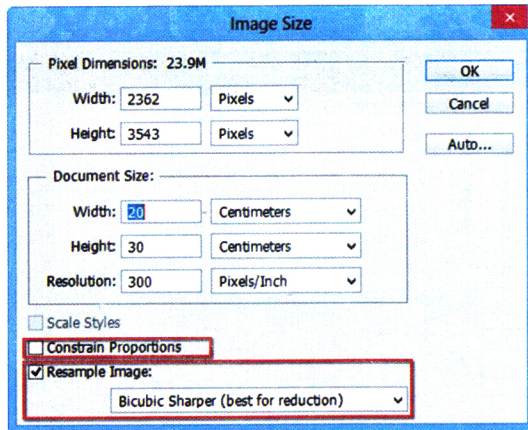 Image Size
Pixel Dimensions: 23.9M
OK
Width: 2362 Pixels
Cancel
Height: 3543 Pixels
Auto...
Document Size:
Width: 20 Centimeters
Height: 30 Centimeters
Resolution: 300 Pixels/Inch
Scale Styles
Constrain Proportions
Resample Image:
Bicubic Sharper (best for reduction)